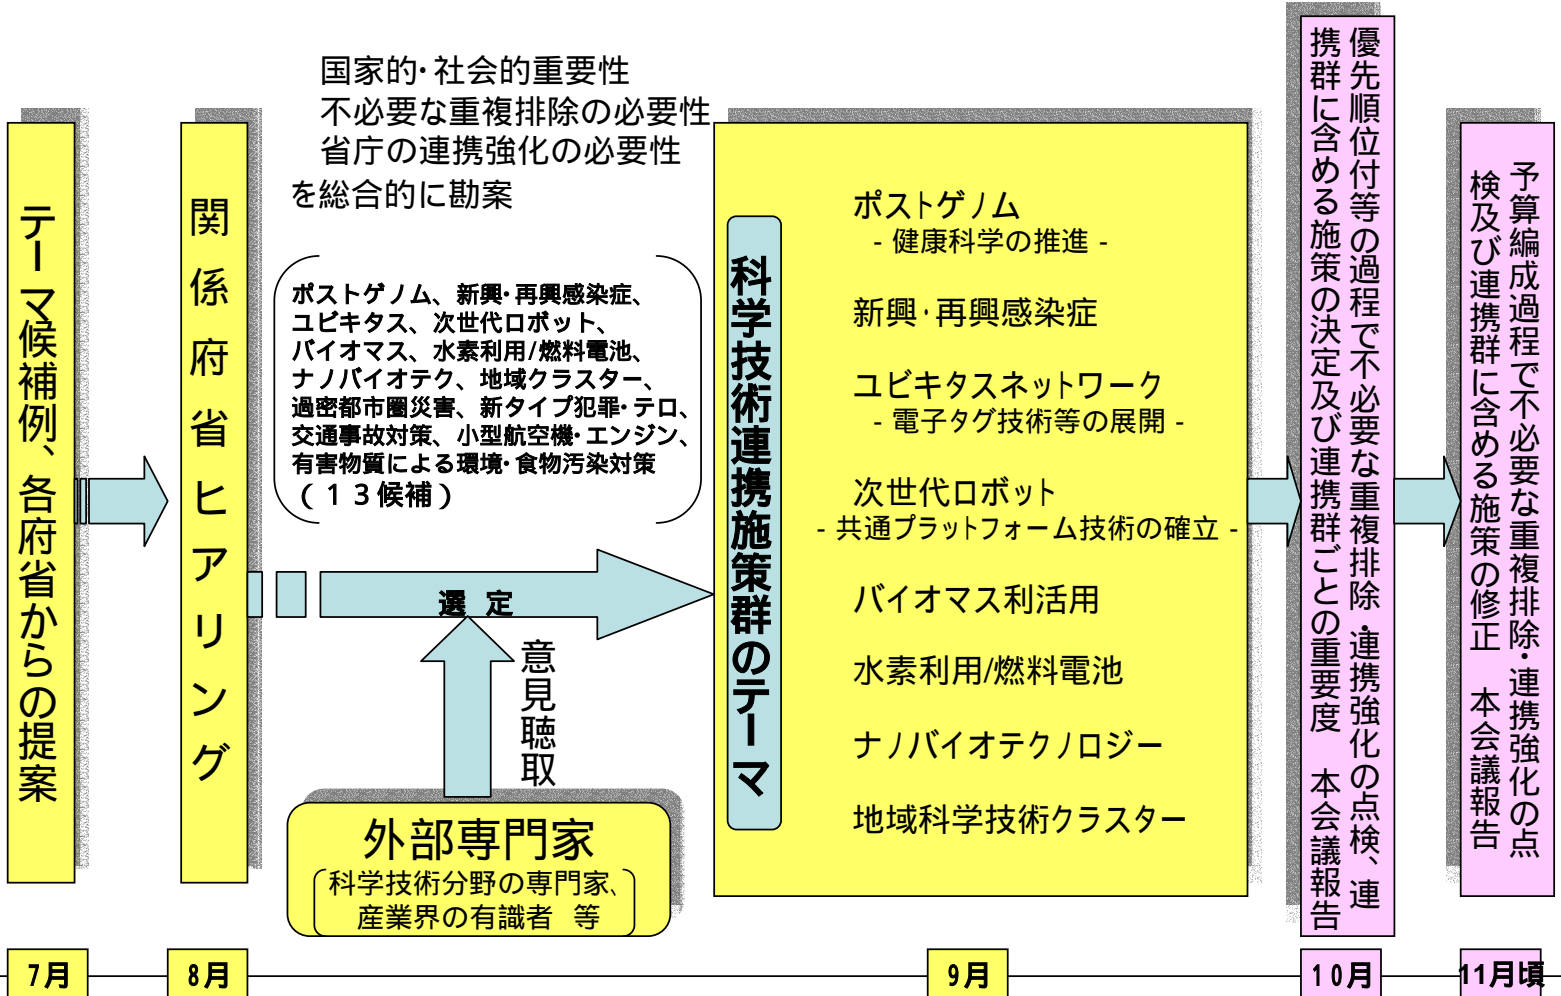 テーマ候補例、各府省からの提案
関係府省ヒアリング
国家的・社会的重要性
不必要な重複排除の必要性
省庁の連携強化の必要性
を総合的に勘案
ポストゲノム、新興・再興感染症、
ユビキタス、次世代ロボット、
バイオマス、水素利用/燃料電池、
ナノバイオテク、地域クラスター、
過密都市圏災害、新タイプ犯罪・テロ、
交通事故対策、小型航空機・エンジン、
有害物質による環境・食物汚染対策
(13候補)
選 定
意見聴取
外部専門家
科学技術分野の専門家、
産業界の有識者 等
科学技術連携施策群のテーマ
ポストゲノム
- 健康科学の推進 -
新興・再興感染症
ユビキタスネットワーク
- 電子タグ技術等の展開 -
次世代ロボット
- 共通プラットフォーム技術の確立 -
バイオマス利活用
水素利用/燃料電池
ナノバイオテクノロジー
地域科学技術クラスター
優先順位付等の過程で不必要な重複排除・連携強化の点検、連
携群に含める施策の決定及び連携群ごとの重要度 本会議報告
予算編成過程で不必要な重複排除・連携強化の点
検及び連携群に含める施策の修正 本会議報告
7月
8月
9月
10月
11月頃